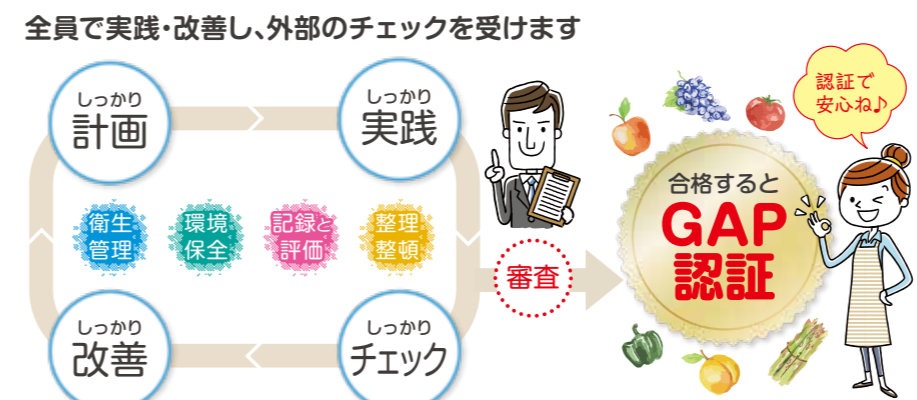 全員で実践・改善し、外部のチェックを受けます
しっかり
計画
しっかり
実践
衛生
管理
環境
保全
記録と
評価
整理
整頓
しっかり
改善
しっかり
チェック
審査
合格すると
GAP
認証
認証で
安心ね♪